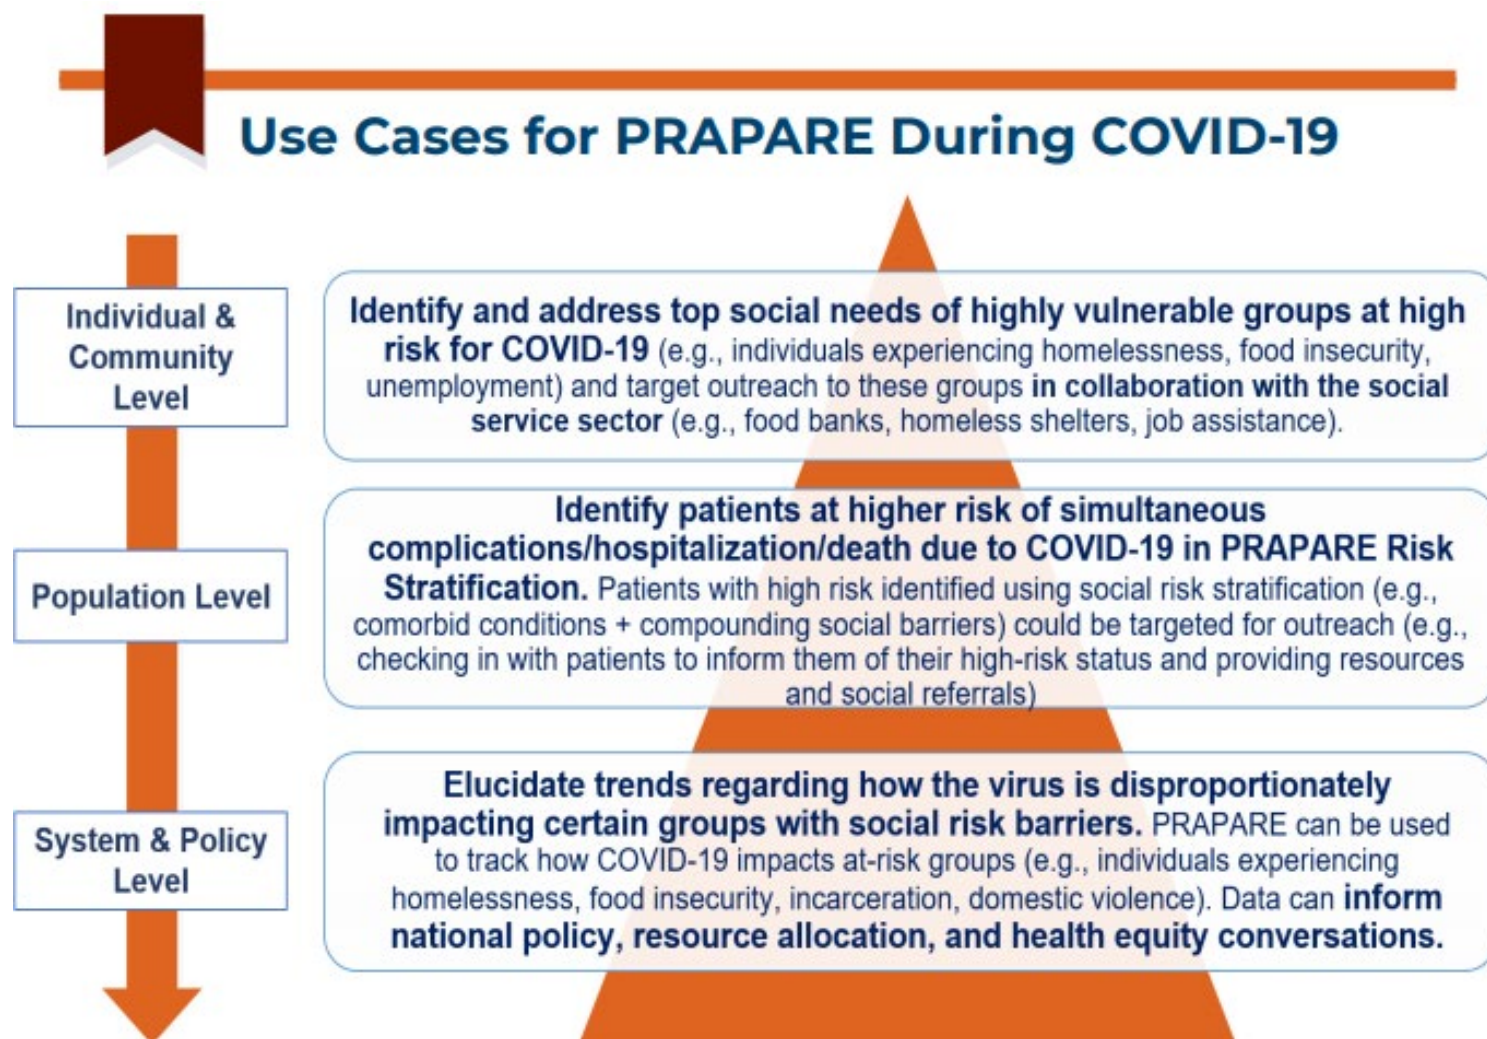 Use Cases for PRAPARE During COVID-19
Individual &
Community
Level
Identify and address top social needs of highly vulnerable groups at high
risk for COVID-19 (e.g., individuals experiencing homelessness, food insecurity,
unemployment) and target outreach to these groups in collaboration with the social
service sector (e.g., food banks, homeless shelters, job assistance).
Population Level
Identify patients at higher risk of simultaneous
complications/hospitalization/death due to COVID-19 in PRAPARE Risk
Stratification. Patients with high risk identified using social risk stratification (e.g.,
comorbid conditions + compounding social barriers) could be targeted for outreach (e.g.,
checking in with patients to inform them of their high-risk status and providing resources
and social referrals)
System & Policy
Level
Elucidate trends regarding how the virus is disproportionately
impacting certain groups with social risk barriers. PRAPARE can be used
to track how COVID-19 impacts at-risk groups (e.g., individuals experiencing
homelessness, food insecurity, incarceration, domestic violence). Data can inform
national policy, resource allocation, and health equity conversations.